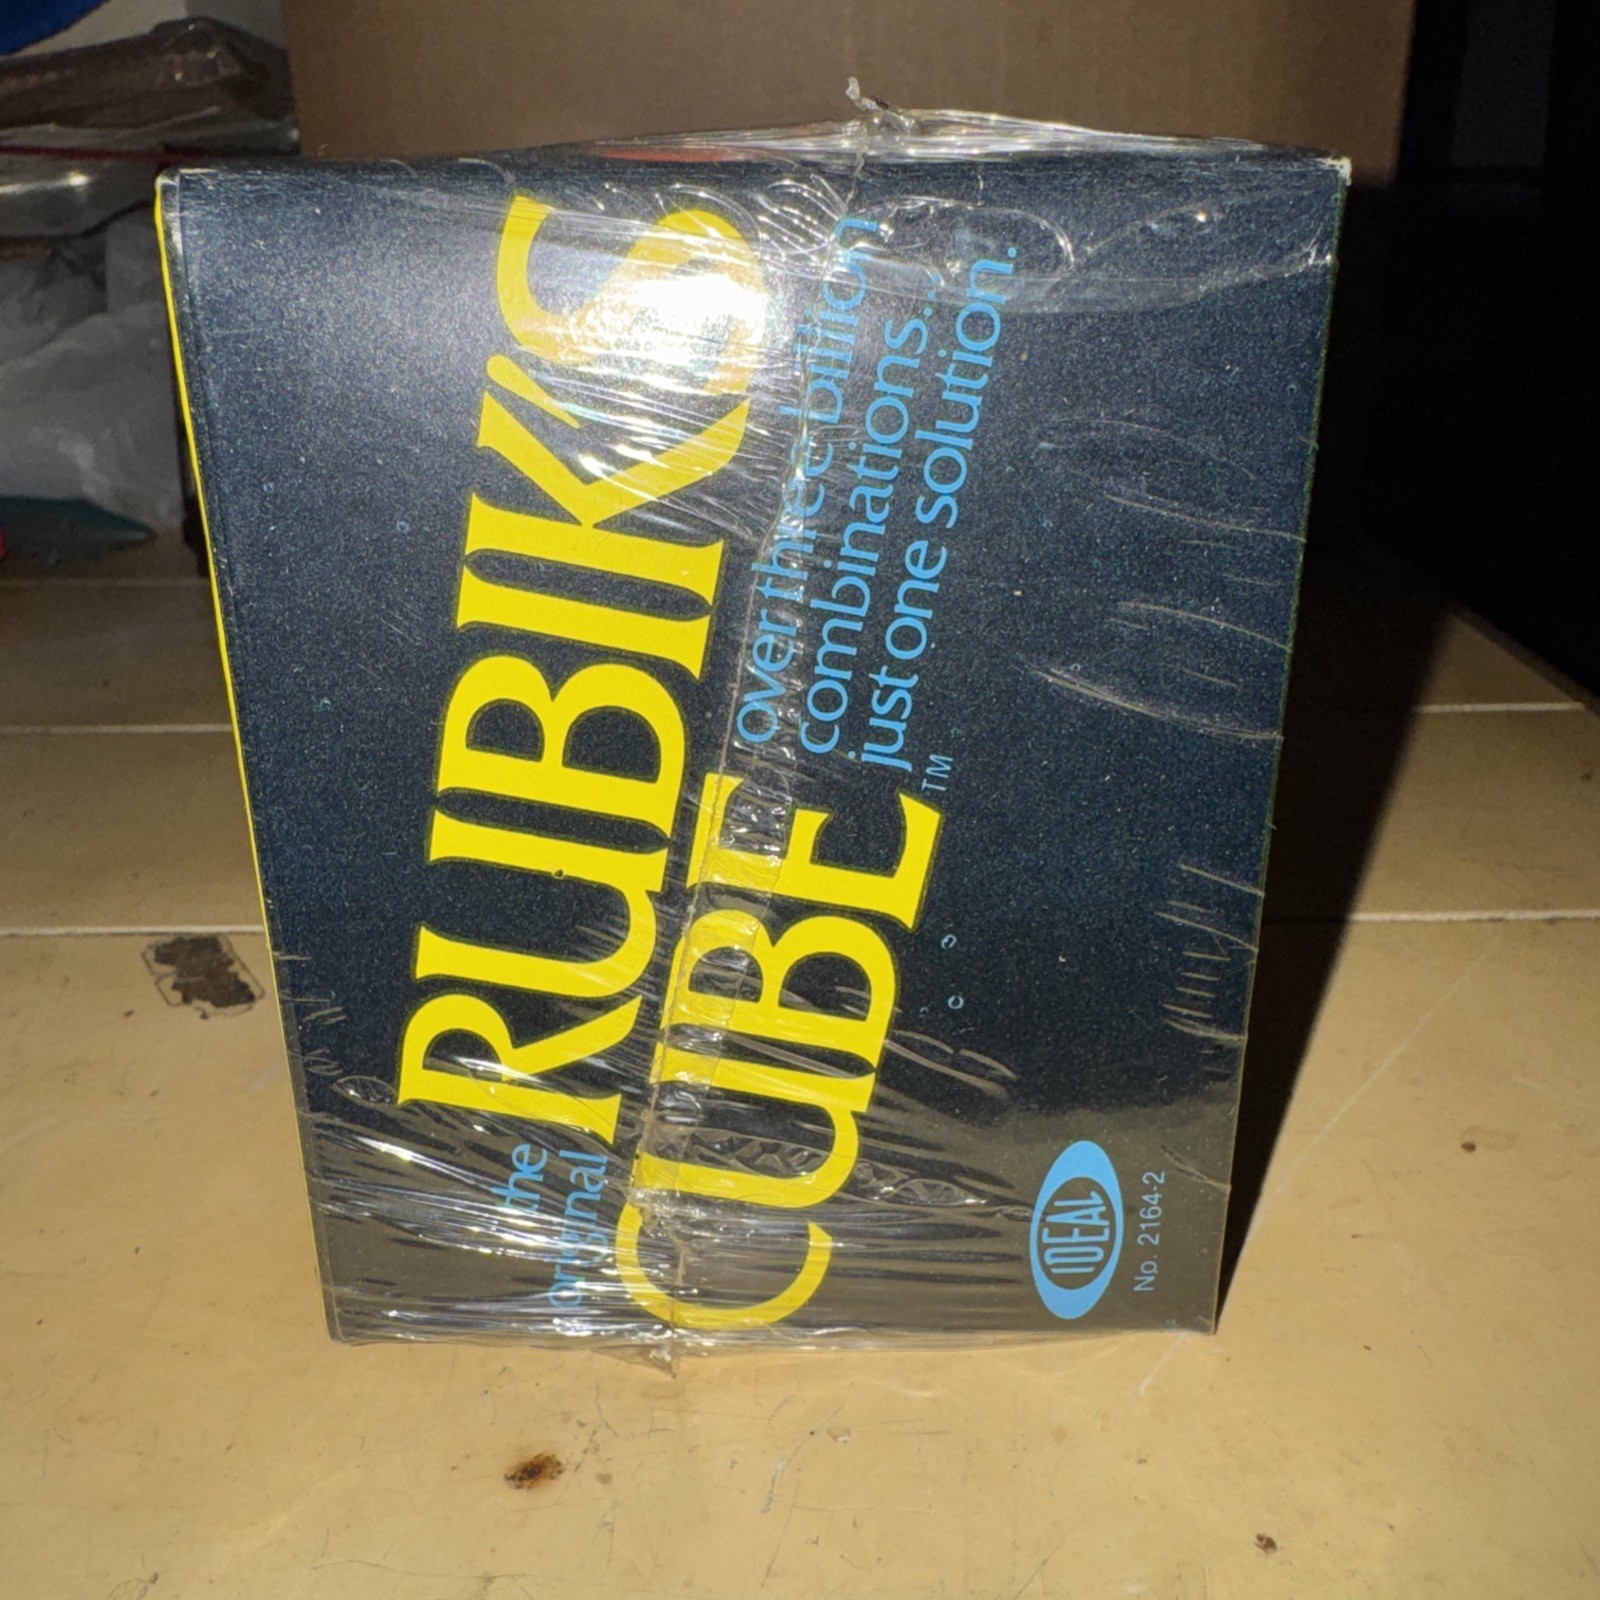 the
original
RUBIK'S
CUBE™
over three billion
combinations...
just one solution.
IDEAL
No. 2164-2